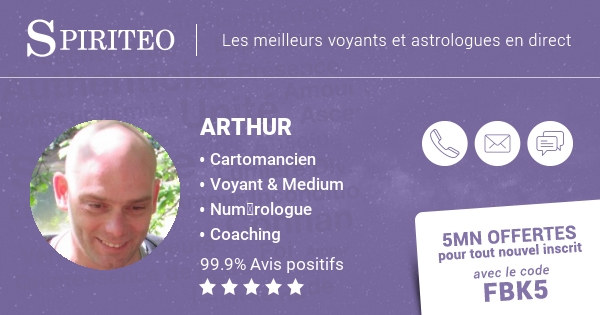 SPIRITEO
Les meilleurs voyants et astrologues en direct
ARTHUR
• Cartomancien
• Voyant & Medium
• Num▯rologue
• Coaching
99.9% Avis positifs
5MN OFFERTES
pour tout nouvel inscrit
avec le code
FBK5